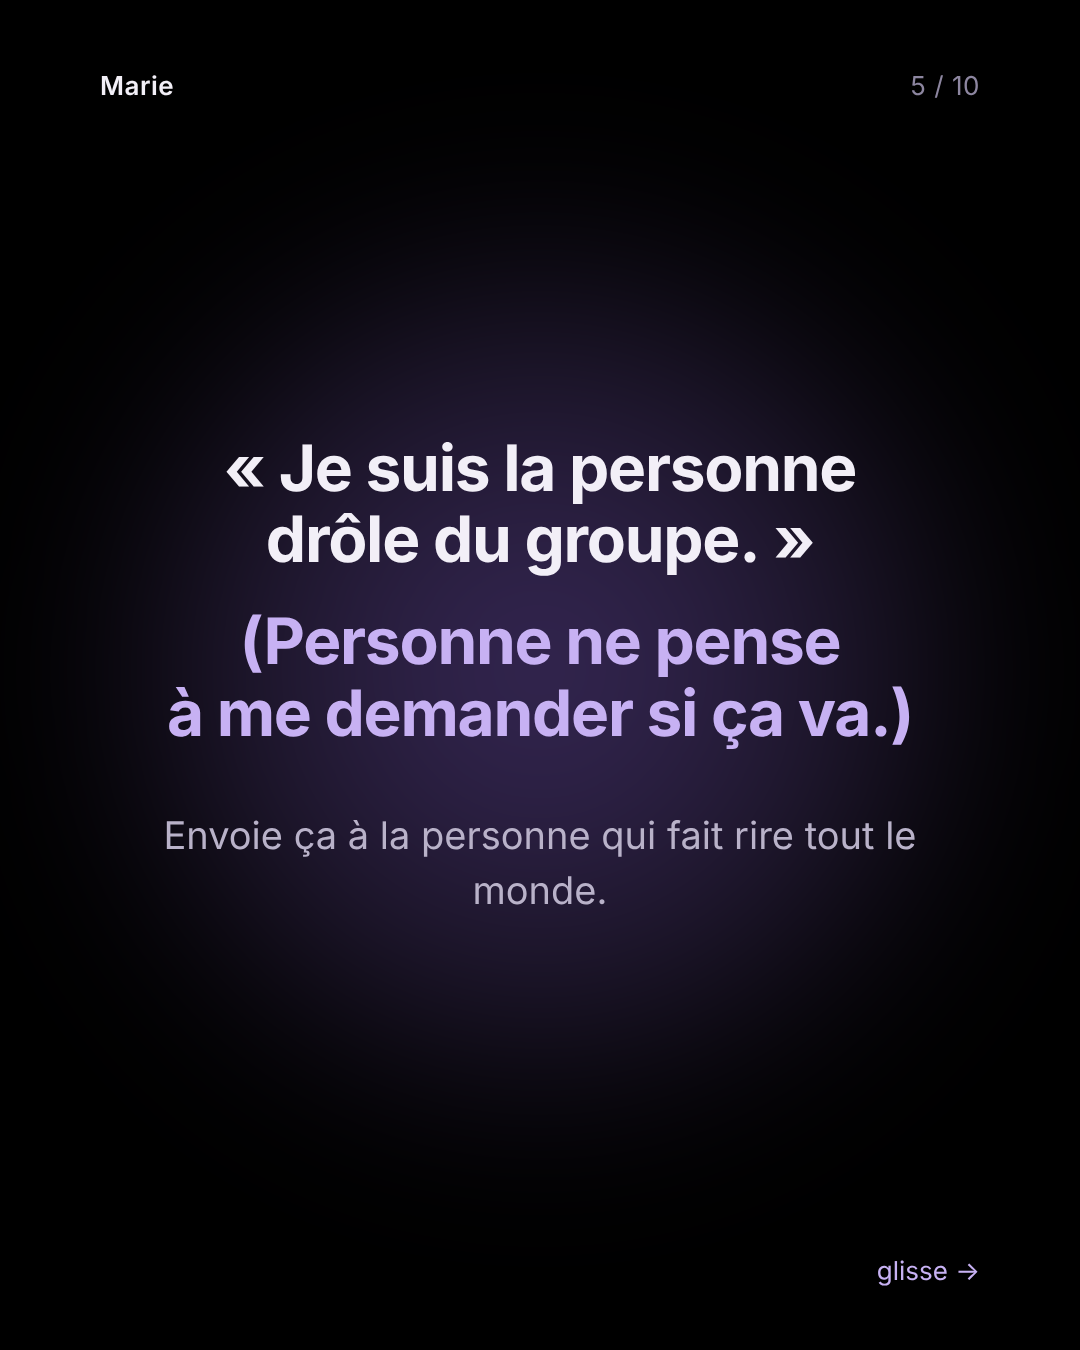 Marie
5 / 10
« Je suis la personne
drôle du groupe. »
(Personne ne pense
à me demander si ça va.)
Envoie ça à la personne qui fait rire tout le
monde.
glisse →